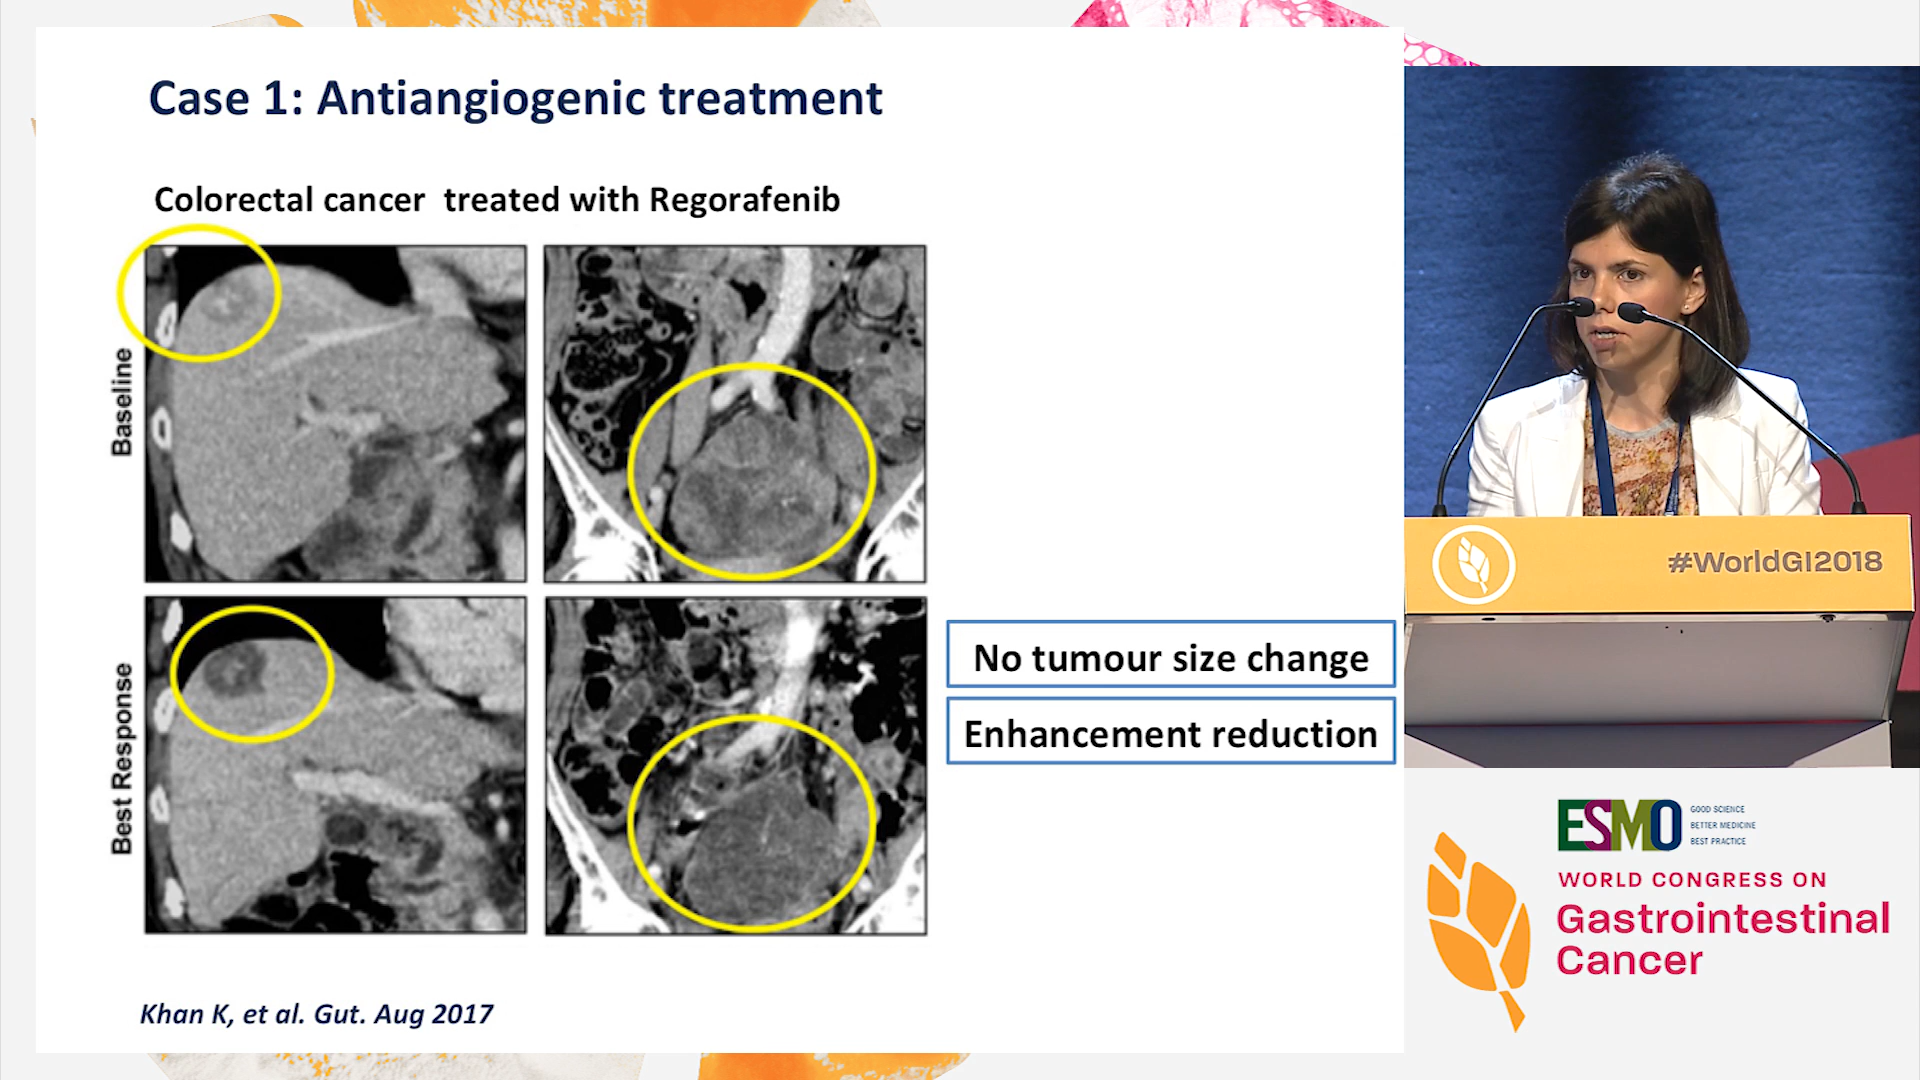 Case 1: Antiangiogenic treatment
Colorectal cancer treated with Regorafenib
Baseline
Best Response
No tumour size change
Enhancement reduction
Khan K, et al. Gut. Aug 2017
#WorldGI2018
ESMO
GOOD SCIENCE
BETTER MEDICINE
BEST PRACTICE
WORLD CONGRESS ON
Gastrointestinal
Cancer